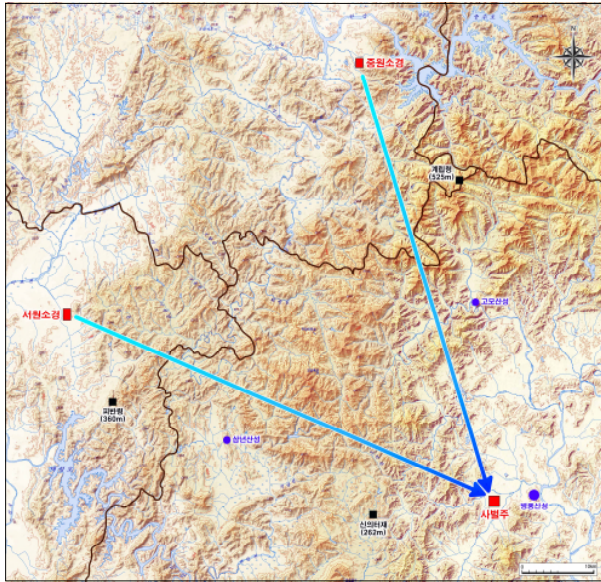 N
중원소경
계립령
(525m)
고모산성
서원소경
피반령
(360m)
삼년산성
사벌주
병풍산성
신의터재
(262m)